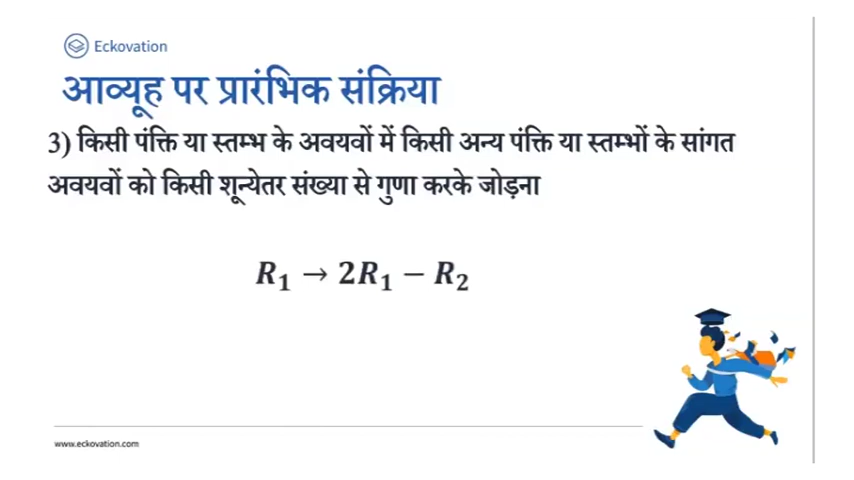 Eckovation
आव्यूह पर प्रारंभिक संक्रिया
3) किसी पंक्ति या स्तम्भ के अवयवों में किसी अन्य पंक्ति या स्तम्भों के सांगत
अवयवों को किसी शून्येतर संख्या से गुणा करके जोड़ना
R₁ → 2R₁ − R₂
www.eckovation.com